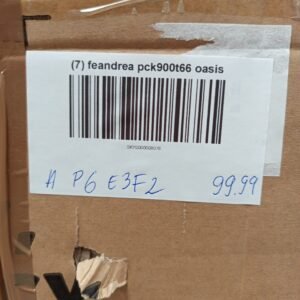 (7) feandrea pck900t66 oasis
A P6 E3F2 99.99